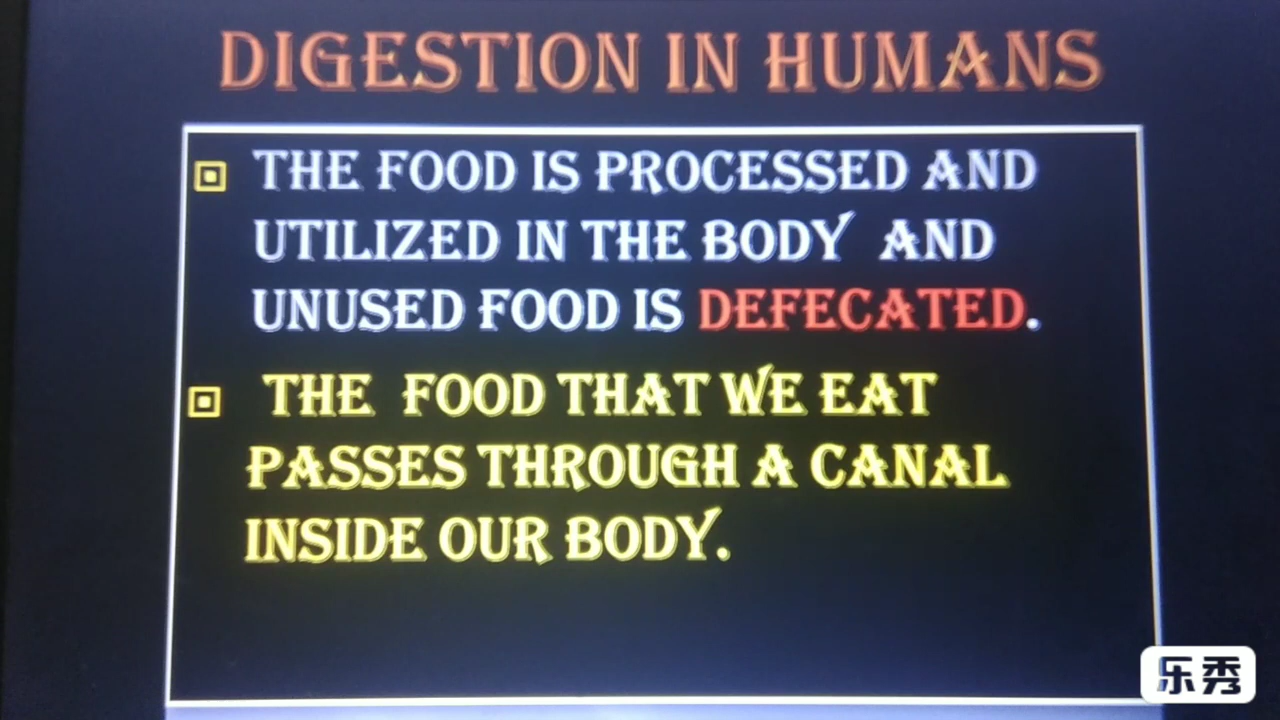 DIGESTION IN HUMANS
THE FOOD IS PROCESSED AND
UTILIZED IN THE BODY AND
UNUSED FOOD IS DEFECATED.
THE FOOD THAT WE EAT
PASSES THROUGH A CANAL
INSIDE OUR BODY.
乐秀